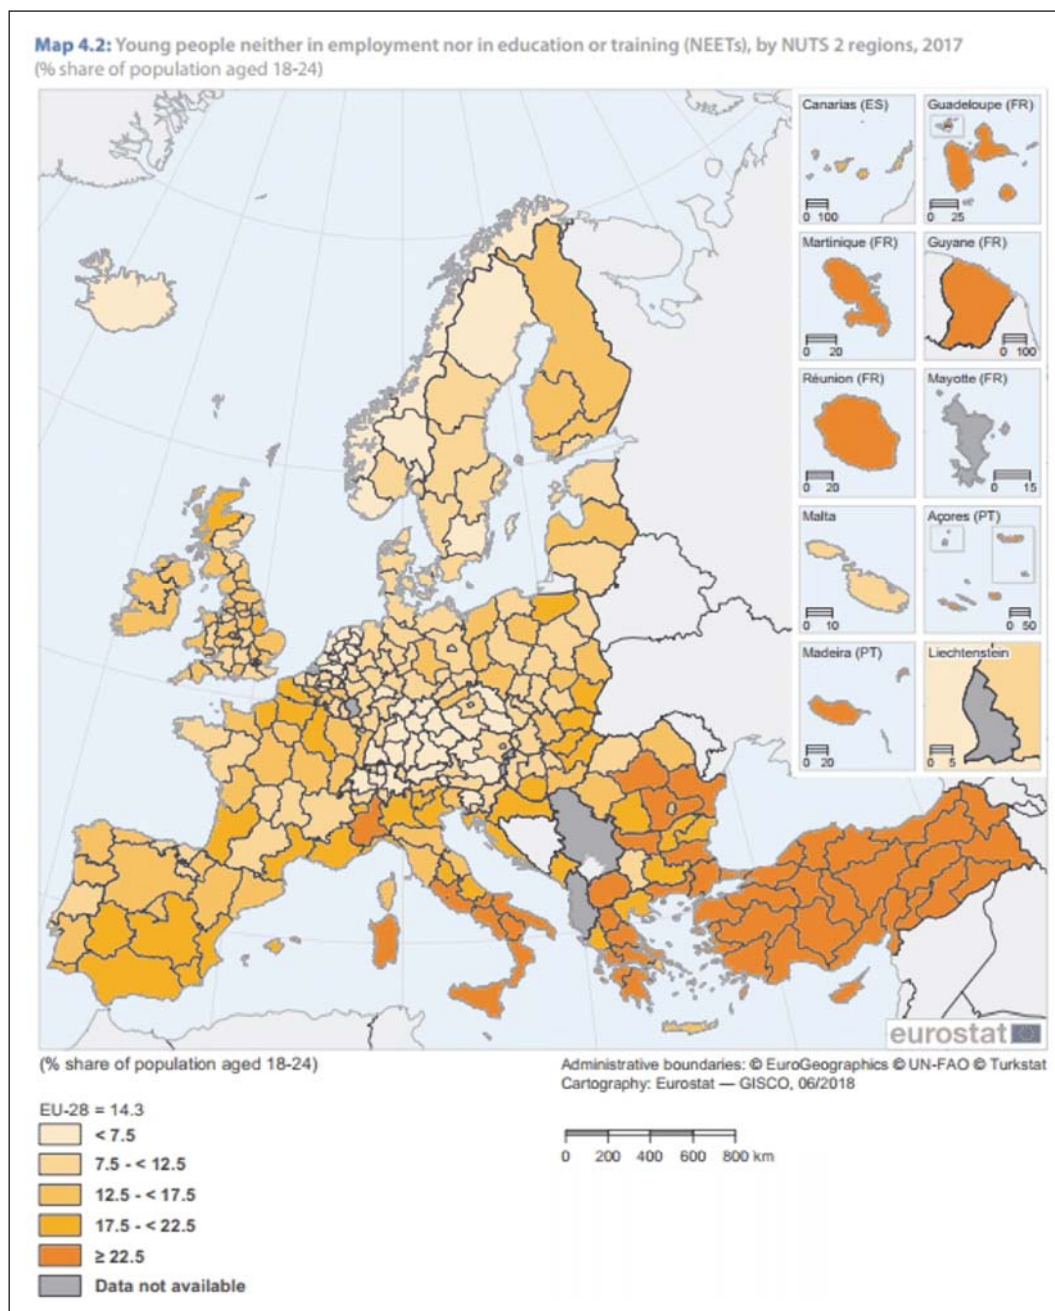 Map 4.2: Young people neither in employment nor in education or training (NEETs), by NUTS 2 regions, 2017
(% share of population aged 18-24)
Canarias (ES)
0 100
Guadeloupe (FR)
0 25
Martinique (FR)
0 20
Guyane (FR)
0 100
Réunion (FR)
0 20
Mayotte (FR)
0 15
Malta
0 10
Açores (PT)
0 50
Madeira (PT)
0 20
Liechtenstein
0 5
eurostat
(% share of population aged 18-24)
Administrative boundaries: © EuroGeographics © UN-FAO © Turkstat
Cartography: Eurostat — GISCO, 06/2018
EU-28 = 14.3
< 7.5
7.5 - < 12.5
12.5 - < 17.5
17.5 - < 22.5
≥ 22.5
Data not available
0 200 400 600 800 km